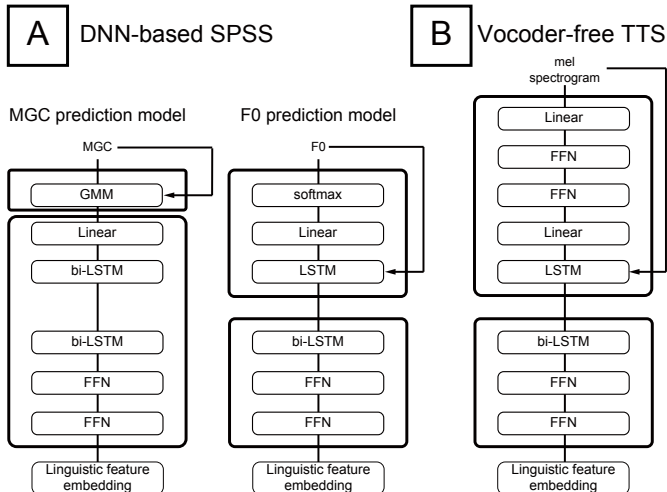 A DNN-based SPSS
B Vocoder-free TTS
MGC prediction model
MGC
GMM
Linear
bi-LSTM
bi-LSTM
FFN
FFN
Linguistic feature
embedding
F0 prediction model
F0
softmax
Linear
LSTM
bi-LSTM
FFN
FFN
Linguistic feature
embedding
mel
spectrogram
Linear
FFN
FFN
Linear
LSTM
bi-LSTM
FFN
FFN
Linguistic feature
embedding